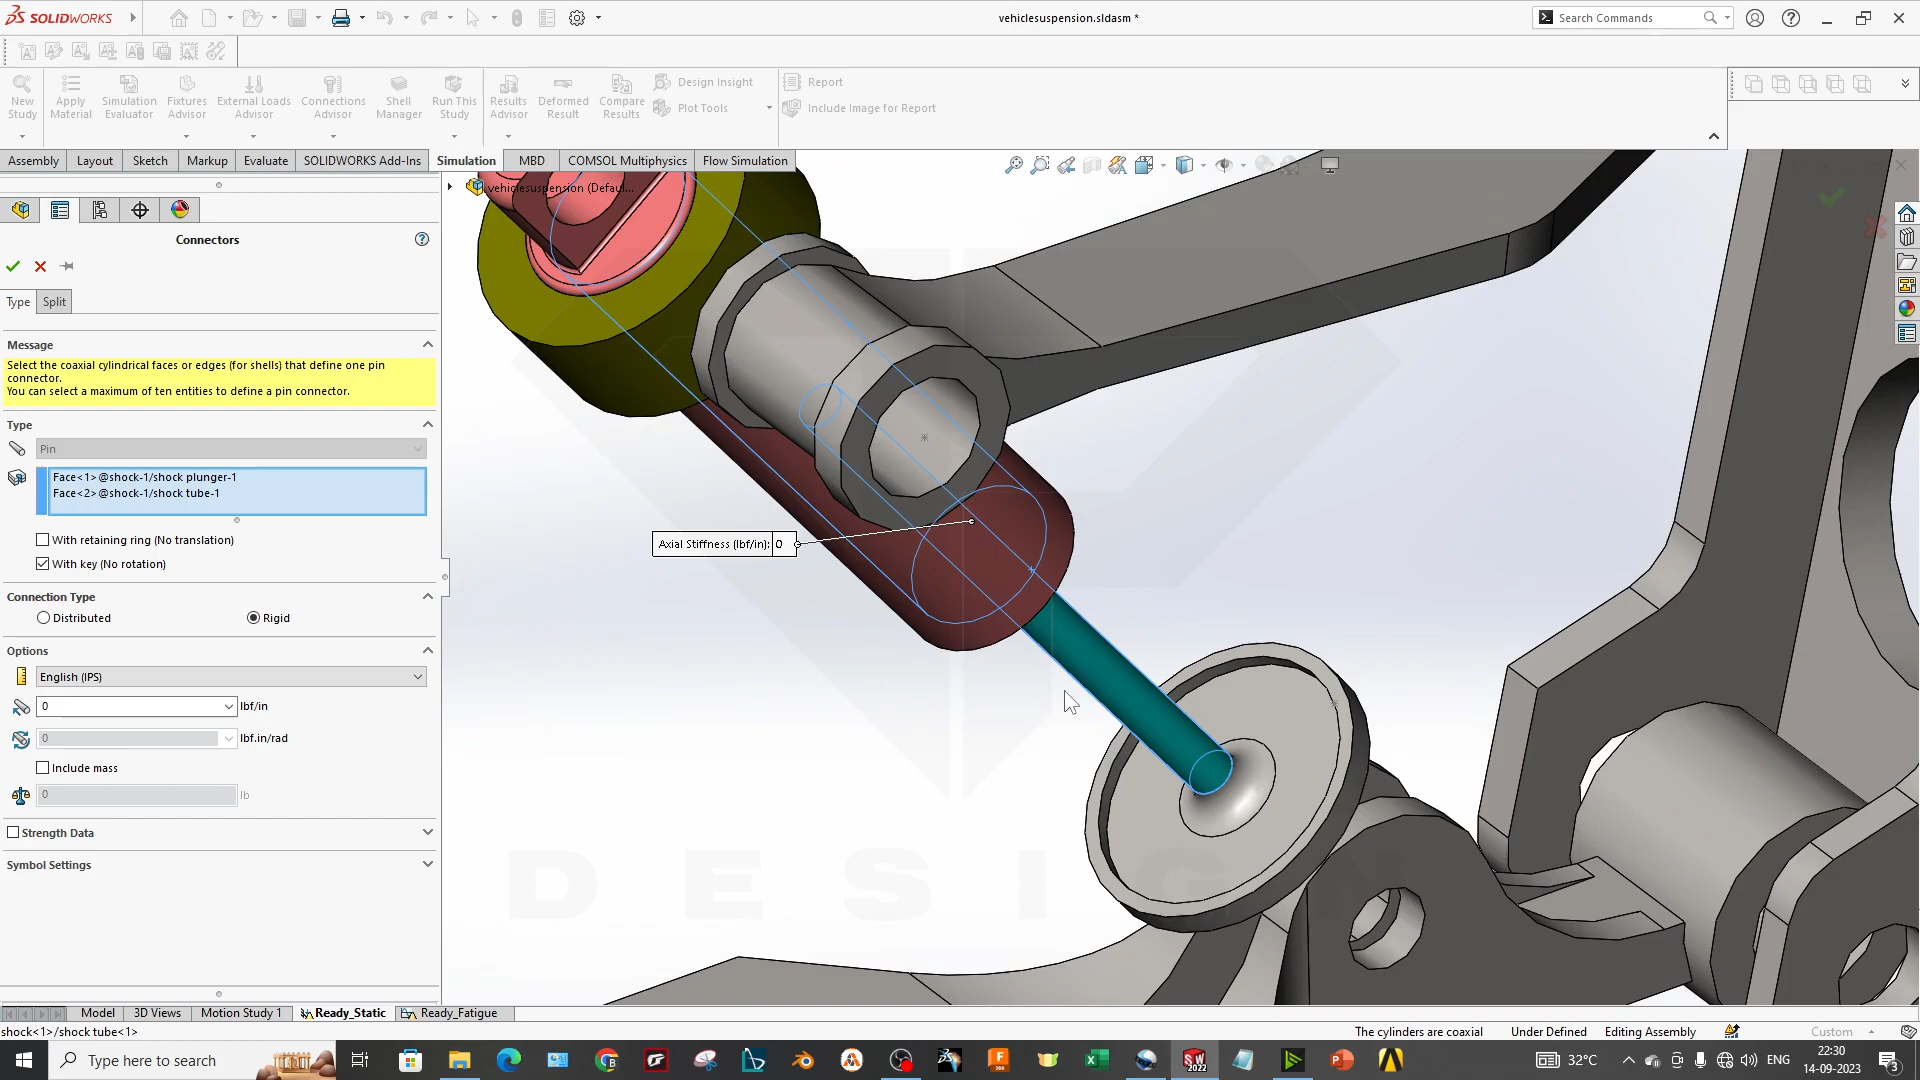 SOLIDWORKS
vehiclesuspension.sldasm *
Search Commands
New Study
Apply Material
Simulation Evaluator
Fixtures Advisor
External Loads Advisor
Connections Advisor
Shell Manager
Run This Study
Results Advisor
Deformed Result
Compare Results
Design Insight
Plot Tools
Report
Include Image for Report
Assembly
Layout
Sketch
Markup
Evaluate
SOLIDWORKS Add-Ins
Simulation
MBD
COMSOL Multiphysics
Flow Simulation
vehiclesuspension (Defaul...
Connectors
Type
Split
Message
Select the coaxial cylindrical faces or edges (for shells) that define one pin
connector.
You can select a maximum of ten entities to define a pin connector.
Type
Pin
Face<1>@shock-1/shock plunger-1
Face<2>@shock-1/shock tube-1
With retaining ring (No translation)
With key (No rotation)
Connection Type
Distributed
Rigid
Options
English (IPS)
0 lbf/in
0 lbf.in/rad
Include mass
0 lb
Strength Data
Symbol Settings
Axial Stiffness (lbf/in): 0
DESIGN
Model
3D Views
Motion Study 1
Ready_Static
Ready_Fatigue
shock<1>/shock tube<1>
The cylinders are coaxial
Under Defined
Editing Assembly
Custom
Type here to search
SW 2022
32°C
ENG
22:30
14-09-2023
3